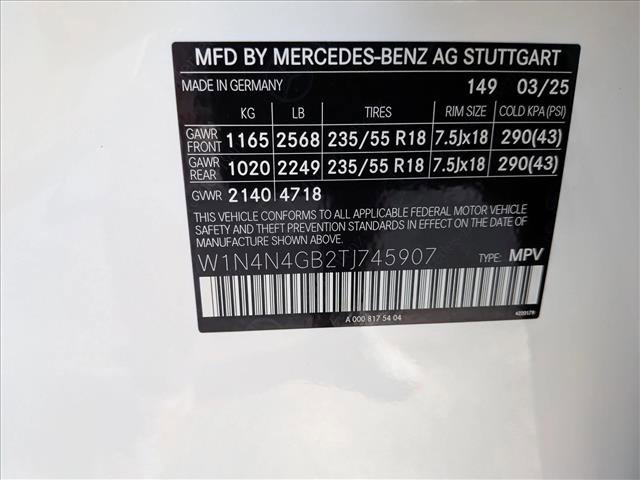 MFD BY MERCEDES-BENZ AG STUTTGART
MADE IN GERMANY 149 03/25
KG LB TIRES RIM SIZE COLD KPA(PSI)
GAWR FRONT 1165 2568 235/55 R18 7.5Jx18 290(43)
GAWR REAR 1020 2249 235/55 R18 7.5Jx18 290(43)
GVWR 2140 4718
THIS VEHICLE CONFORMS TO ALL APPLICABLE FEDERAL MOTOR VEHICLE
SAFETY AND THEFT PREVENTION STANDARDS IN EFFECT ON THE DATE OF
MANUFACTURE SHOWN ABOVE.
W1N4N4GB2TJ745907 TYPE: MPV
A 000 817 54 04